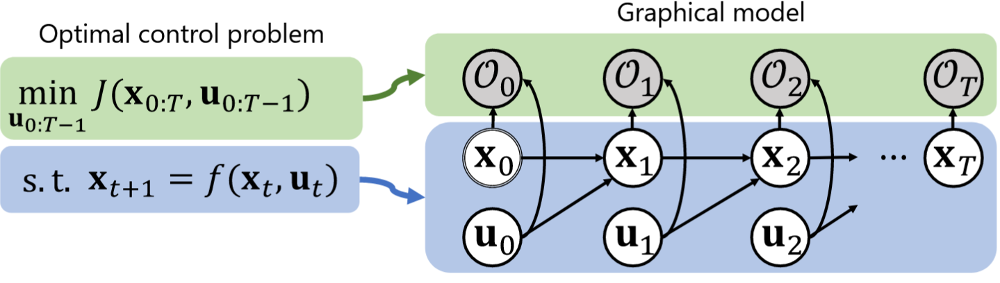 Optimal control problem
min J(𝐱₀:T, 𝐮₀:T−1)
𝐮₀:T−1
s.t. 𝐱t+1 = f(𝐱t, 𝐮t)
Graphical model
𝒪₀ 𝒪₁ 𝒪₂ 𝒪T
𝐱₀ 𝐱₁ 𝐱₂ ⋯ 𝐱T
𝐮₀ 𝐮₁ 𝐮₂